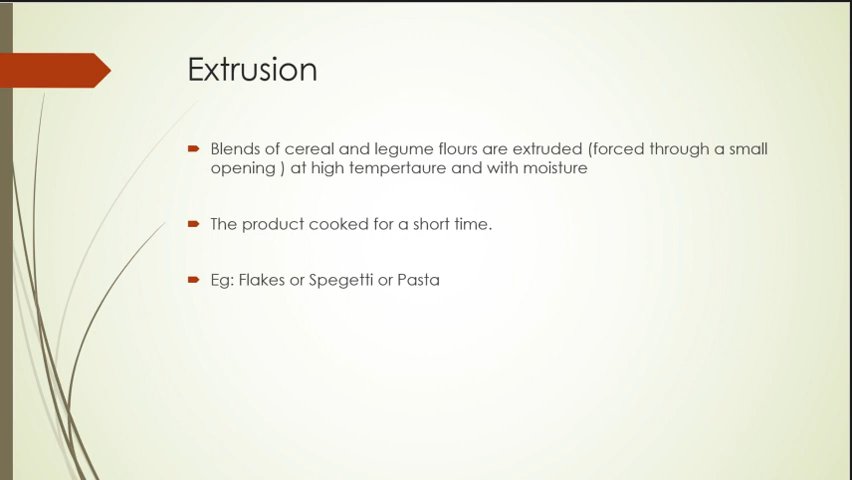 Extrusion
Blends of cereal and legume flours are extruded (forced through a small
opening ) at high tempertaure and with moisture
The product cooked for a short time.
Eg: Flakes or Spegetti or Pasta